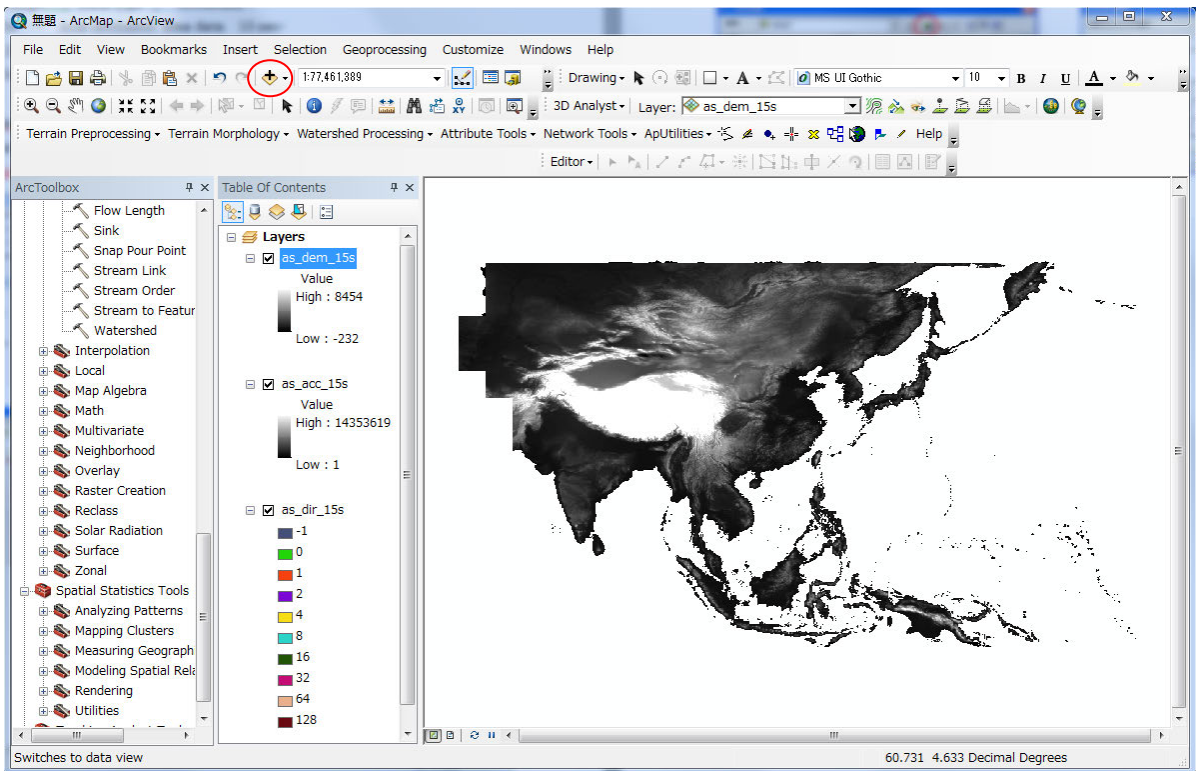 無題 - ArcMap - ArcView
File Edit View Bookmarks Insert Selection Geoprocessing Customize Windows Help
1:77,461,389 Drawing A MS UI Gothic 10 B I U A
3D Analyst Layer: as_dem_15s
Terrain Preprocessing Terrain Morphology Watershed Processing Attribute Tools Network Tools ApUtilities Help
Editor
ArcToolbox
Flow Length
Sink
Snap Pour Point
Stream Link
Stream Order
Stream to Featur
Watershed
Interpolation
Local
Map Algebra
Math
Multivariate
Neighborhood
Overlay
Raster Creation
Reclass
Solar Radiation
Surface
Zonal
Spatial Statistics Tools
Analyzing Patterns
Mapping Clusters
Measuring Geograph
Modeling Spatial Rela
Rendering
Utilities
Table Of Contents
Layers
as_dem_15s
Value
High : 8454
Low : -232
as_acc_15s
Value
High : 14353619
Low : 1
as_dir_15s
-1
0
1
2
4
8
16
32
64
128
Switches to data view
60.731 4.633 Decimal Degrees